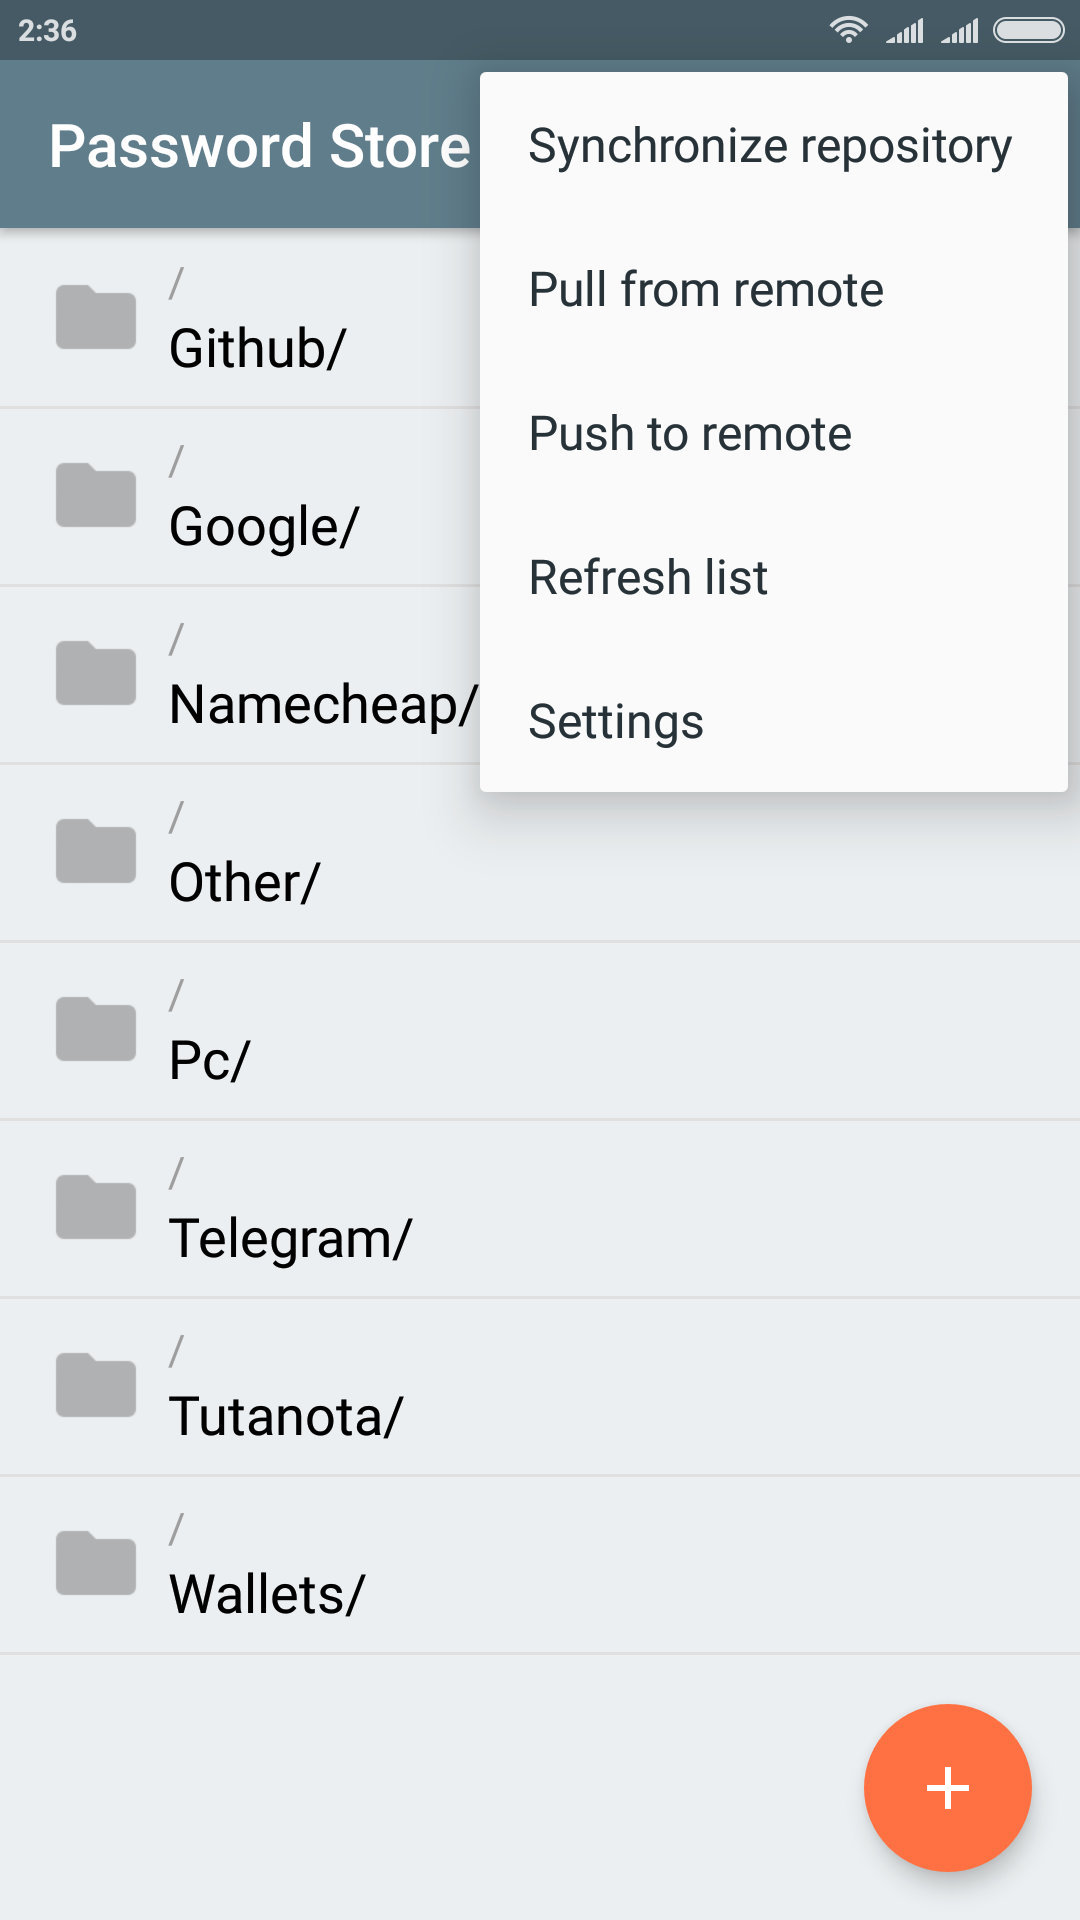 2:36
Password Store
Synchronize repository
Pull from remote
Push to remote
Refresh list
Settings
/
Github/
/
Google/
/
Namecheap/
/
Other/
/
Pc/
/
Telegram/
/
Tutanota/
/
Wallets/
+